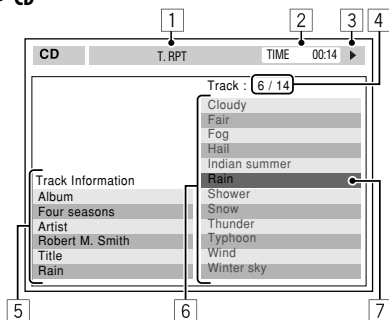 CD
1 2 3 4
CD T. RPT TIME 00:14
Track : 6 / 14
Cloudy
Fair
Fog
Hail
Indian summer
Rain
Shower
Snow
Thunder
Typhoon
Wind
Winter sky
Track Information
Album
Four seasons
Artist
Robert M. Smith
Title
Rain
5 6 7